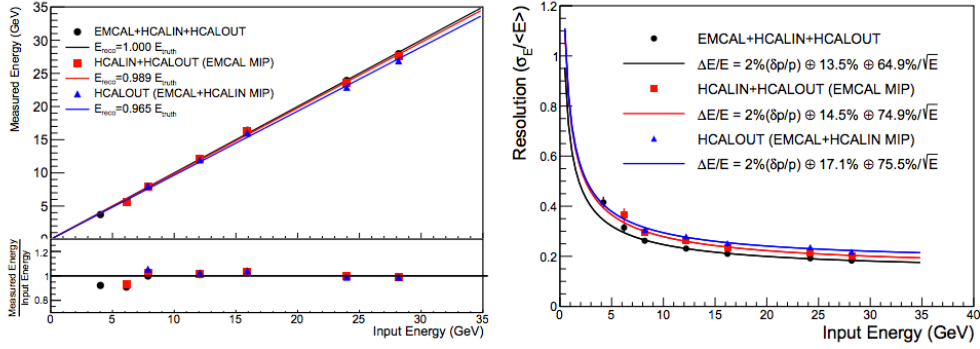 Measured Energy (GeV)
35
30
25
20
15
10
5
0
EMCAL+HCALIN+HCALOUT
E_reco=1.000 E_truth
HCALIN+HCALOUT (EMCAL MIP)
E_reco=0.989 E_truth
HCALOUT (EMCAL+HCALIN MIP)
E_reco=0.965 E_truth
Measured Energy
Input Energy
1.2
1
0.8
0 5 10 15 20 25 30 35
Input Energy (GeV)
Resolution (σ_E/<E>)
1.2
1.0
0.8
0.6
0.4
0.2
0.0
EMCAL+HCALIN+HCALOUT
ΔE/E = 2%(δp/p) ⊕ 13.5% ⊕ 64.9%/√E
HCALIN+HCALOUT (EMCAL MIP)
ΔE/E = 2%(δp/p) ⊕ 14.5% ⊕ 74.9%/√E
HCALOUT (EMCAL+HCALIN MIP)
ΔE/E = 2%(δp/p) ⊕ 17.1% ⊕ 75.5%/√E
0 5 10 15 20 25 30 35 40
Input Energy (GeV)